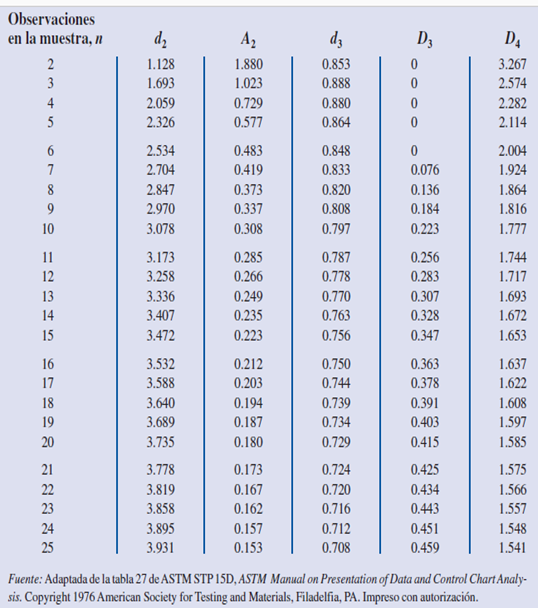 Observaciones
en la muestra, n d2 A2 d3 D3 D4
2 1.128 1.880 0.853 0 3.267
3 1.693 1.023 0.888 0 2.574
4 2.059 0.729 0.880 0 2.282
5 2.326 0.577 0.864 0 2.114
6 2.534 0.483 0.848 0 2.004
7 2.704 0.419 0.833 0.076 1.924
8 2.847 0.373 0.820 0.136 1.864
9 2.970 0.337 0.808 0.184 1.816
10 3.078 0.308 0.797 0.223 1.777
11 3.173 0.285 0.787 0.256 1.744
12 3.258 0.266 0.778 0.283 1.717
13 3.336 0.249 0.770 0.307 1.693
14 3.407 0.235 0.763 0.328 1.672
15 3.472 0.223 0.756 0.347 1.653
16 3.532 0.212 0.750 0.363 1.637
17 3.588 0.203 0.744 0.378 1.622
18 3.640 0.194 0.739 0.391 1.608
19 3.689 0.187 0.734 0.403 1.597
20 3.735 0.180 0.729 0.415 1.585
21 3.778 0.173 0.724 0.425 1.575
22 3.819 0.167 0.720 0.434 1.566
23 3.858 0.162 0.716 0.443 1.557
24 3.895 0.157 0.712 0.451 1.548
25 3.931 0.153 0.708 0.459 1.541
Fuente: Adaptada de la tabla 27 de ASTM STP 15D, ASTM Manual on Presentation of Data and Control Chart Analy-
sis. Copyright 1976 American Society for Testing and Materials, Filadelfia, PA. Impreso con autorización.